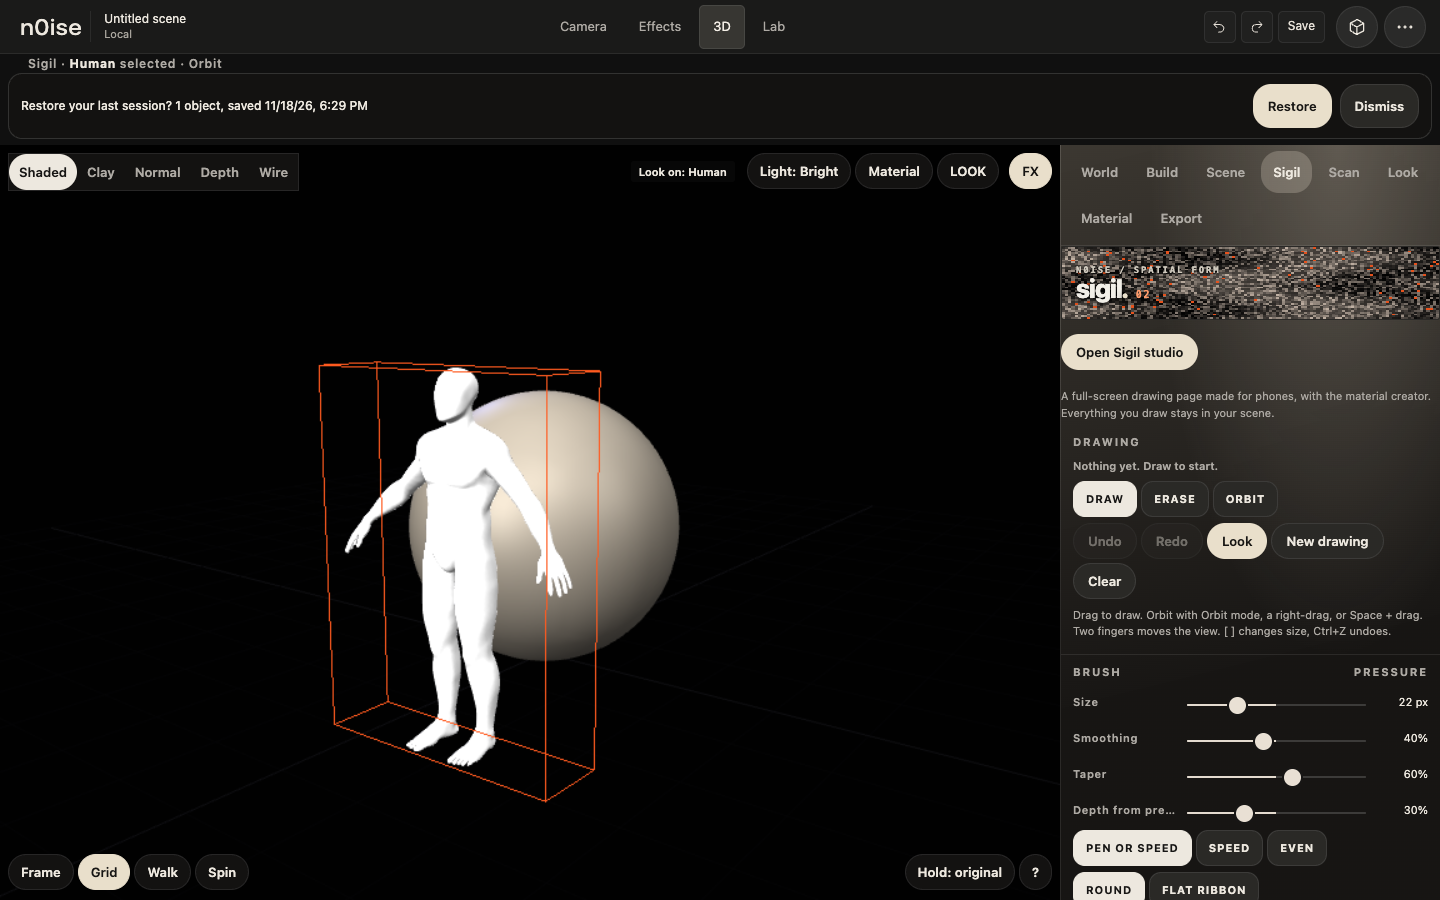 n0ise
Untitled scene
Local
Camera
Effects
3D
Lab
Save
Sigil · Human selected · Orbit
Restore your last session? 1 object, saved 11/18/26, 6:29 PM
Restore
Dismiss
Shaded
Clay
Normal
Depth
Wire
Look on: Human
Light: Bright
Material
LOOK
FX
World
Build
Scene
Sigil
Scan
Look
Material
Export
N0ISE / SPATIAL FORM
sigil. 02
Open Sigil studio
A full-screen drawing page made for phones, with the material creator.
Everything you draw stays in your scene.
DRAWING
Nothing yet. Draw to start.
DRAW
ERASE
ORBIT
Undo
Redo
Look
New drawing
Clear
Drag to draw. Orbit with Orbit mode, a right-drag, or Space + drag.
Two fingers moves the view. [ ] changes size, Ctrl+Z undoes.
BRUSH
PRESSURE
Size
22 px
Smoothing
40%
Taper
60%
Depth from pre...
30%
PEN OR SPEED
SPEED
EVEN
ROUND
FLAT RIBBON
Frame
Grid
Walk
Spin
Hold: original
?